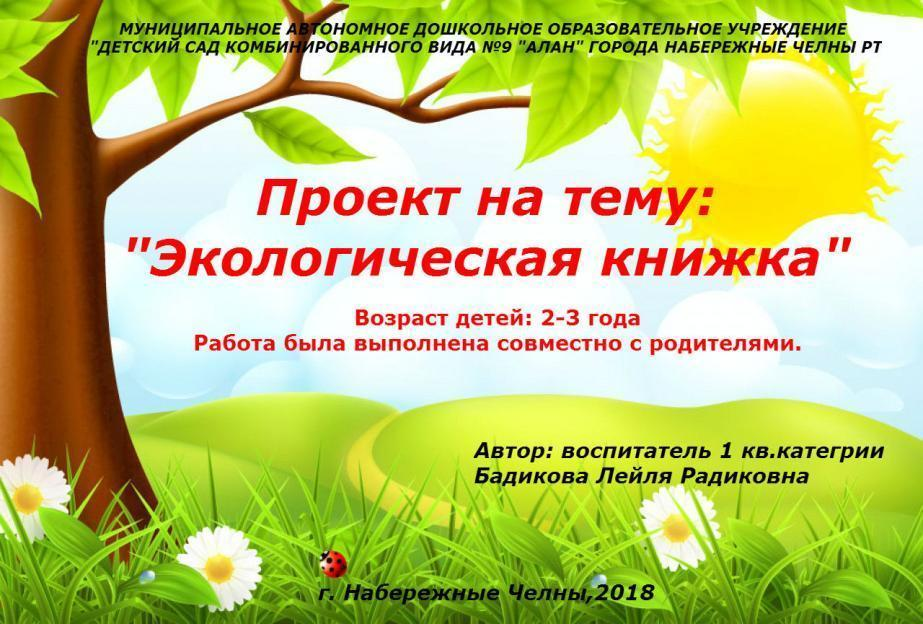 МУНИЦИПАЛЬНОЕ АВТОНОМНОЕ ДОШКОЛЬНОЕ ОБРАЗОВАТЕЛЬНОЕ УЧРЕЖДЕНИЕ
"ДЕТСКИЙ САД КОМБИНИРОВАННОГО ВИДА №9 "АЛАН" ГОРОДА НАБЕРЕЖНЫЕ ЧЕЛНЫ РТ
Проект на тему:
"Экологическая книжка"
Возраст детей: 2-3 года
Работа была выполнена совместно с родителями.
Автор: воспитатель 1 кв.категрии
Бадикова Лейля Радиковна
г. Набережные Челны,2018